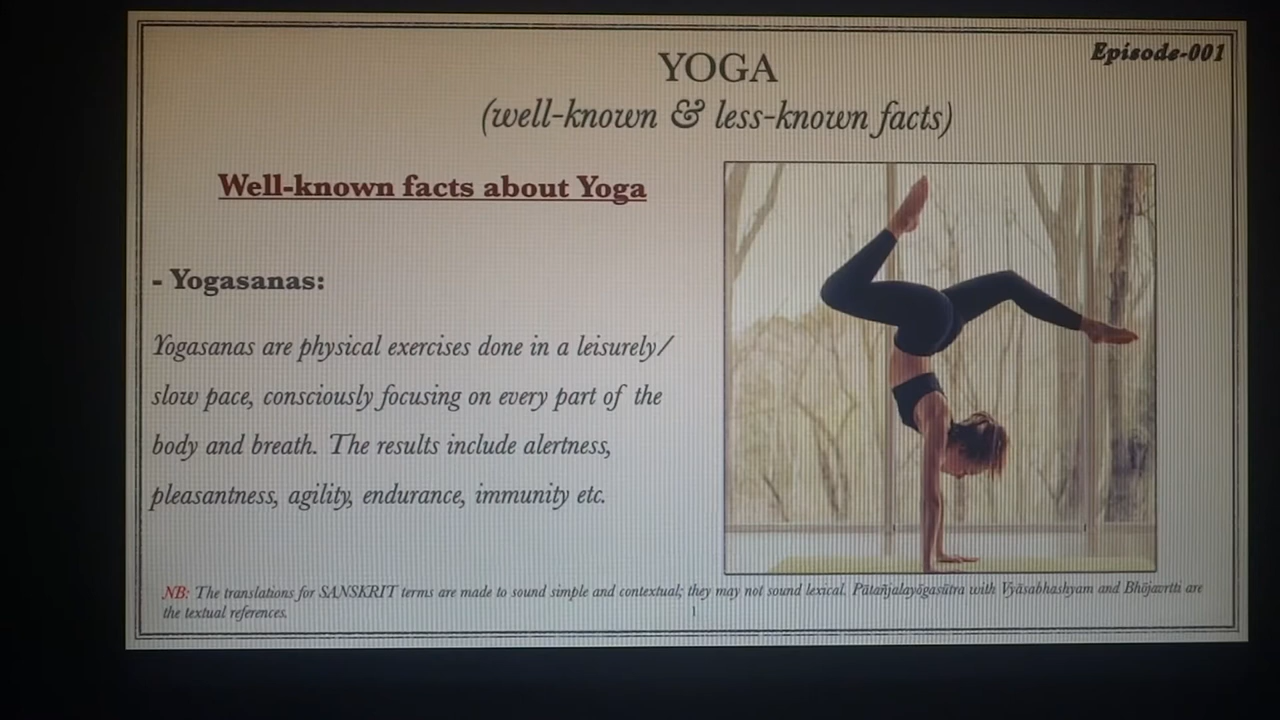 Episode-001
YOGA
(well-known & less-known facts)
Well-known facts about Yoga
- Yogasanas:
Yogasanas are physical exercises done in a leisurely/
slow pace, consciously focusing on every part of the
body and breath. The results include alertness,
pleasantness, agility, endurance, immunity etc.
NB: The translations for SANSKRIT terms are made to sound simple and contextual; they may not sound lexical. Pātañjalayōgasūtra with Vyāsabhashyam and Bhōjavrtti are
the textual references.
1